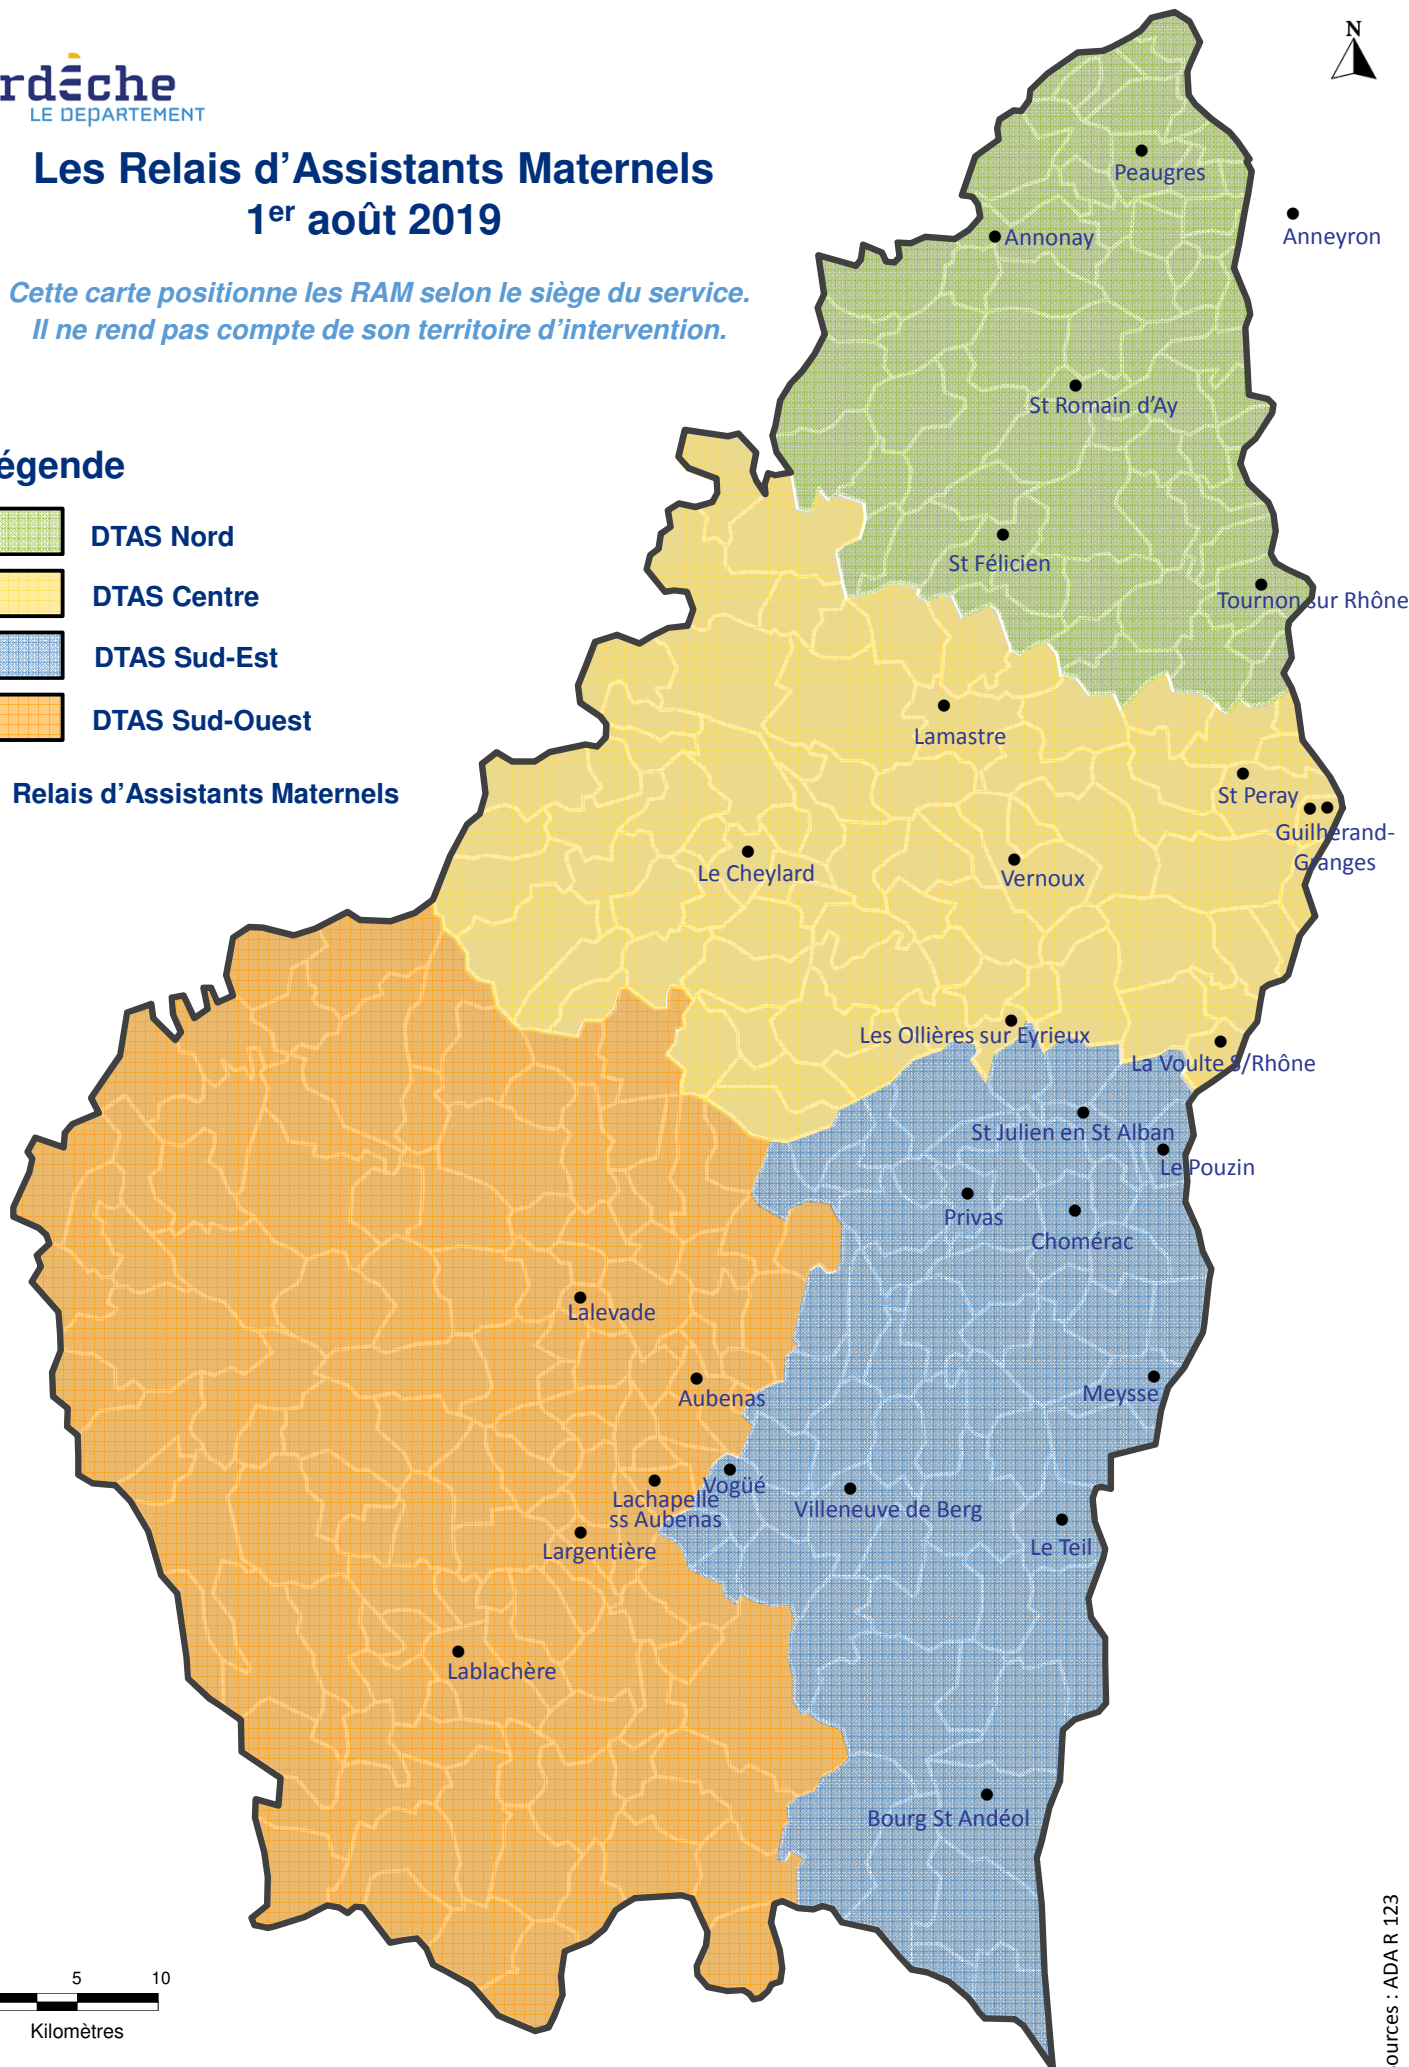 rdèche
LE DEPARTEMENT
Les Relais d'Assistants Maternels
1er août 2019
Cette carte positionne les RAM selon le siège du service.
Il ne rend pas compte de son territoire d'intervention.
N
Peaugres
Annonay
Anneyron
St Romain d'Ay
égende
DTAS Nord
DTAS Centre
DTAS Sud-Est
DTAS Sud-Ouest
Relais d'Assistants Maternels
St Félicien
Tournon sur Rhône
Lamastre
St Peray
Guilherand-
Granges
Le Cheylard
Vernoux
Les Ollières sur Eyrieux
La Voulte S/Rhône
St Julien en St Alban
Le Pouzin
Privas
Chomérac
Lalevade
Aubenas
Meysse
Vogüé
Lachapelle
ss Aubenas
Villeneuve de Berg
Largentière
Le Teil
Lablachère
Bourg St Andéol
5 10
Kilomètres
ources : ADA R 123